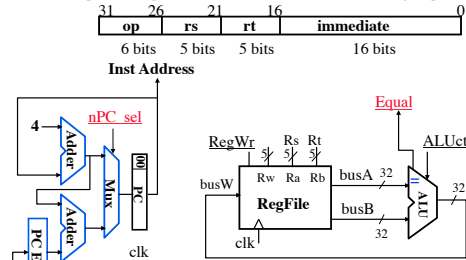 31 26 21 16 0
op rs rt immediate
6 bits 5 bits 5 bits 16 bits
Inst Address
nPC_sel
4
Adder
Mux
00
PC
Adder
clk
Equal
ALUct
RegWr Rs Rt
5 5 5
busW Rw Ra Rb
RegFile
busA 32
busB 32
clk
=
ALU
32